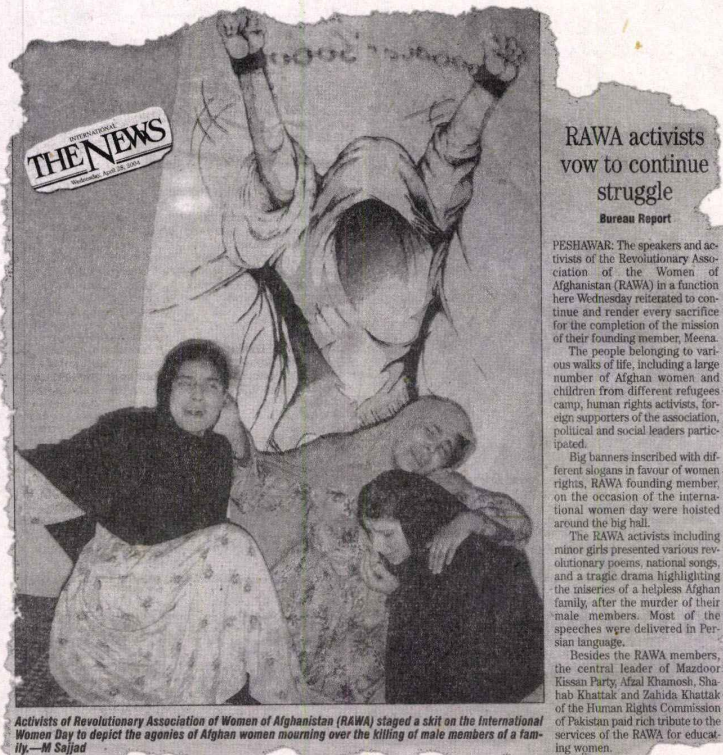 INTERNATIONAL
THE NEWS
Wednesday, April 28, 2004
RAWA activists
vow to continue
struggle
Bureau Report
PESHAWAR: The speakers and ac-
tivists of the Revolutionary Asso-
ciation of the Women of
Afghanistan (RAWA) in a function
here Wednesday reiterated to con-
tinue and render every sacrifice
for the completion of the mission
of their founding member, Meena.
The people belonging to vari-
ous walks of life, including a large
number of Afghan women and
children from different refugees
camp, human rights activists, for-
eign supporters of the association,
political and social leaders partic-
ipated.
Big banners inscribed with dif-
ferent slogans in favour of women
rights, RAWA founding member,
on the occasion of the interna-
tional women day were hoisted
around the big hall.
The RAWA activists including
minor girls presented various rev-
olutionary poems, national songs,
and a tragic drama highlighting
the miseries of a helpless Afghan
family, after the murder of their
male members. Most of the
speeches were delivered in Per-
sian language.
Besides the RAWA members,
the central leader of Mazdoor
Kissan Party, Afzal Khamosh, Sha-
hab Khattak and Zahida Khattak
of the Human Rights Commission
of Pakistan paid rich tribute to the
services of the RAWA for educat-
ing women.
Activists of Revolutionary Association of Women of Afghanistan (RAWA) staged a skit on the International
Women Day to depict the agonies of Afghan women mourning over the killing of male members of a fam-
ily.—M Sajjad